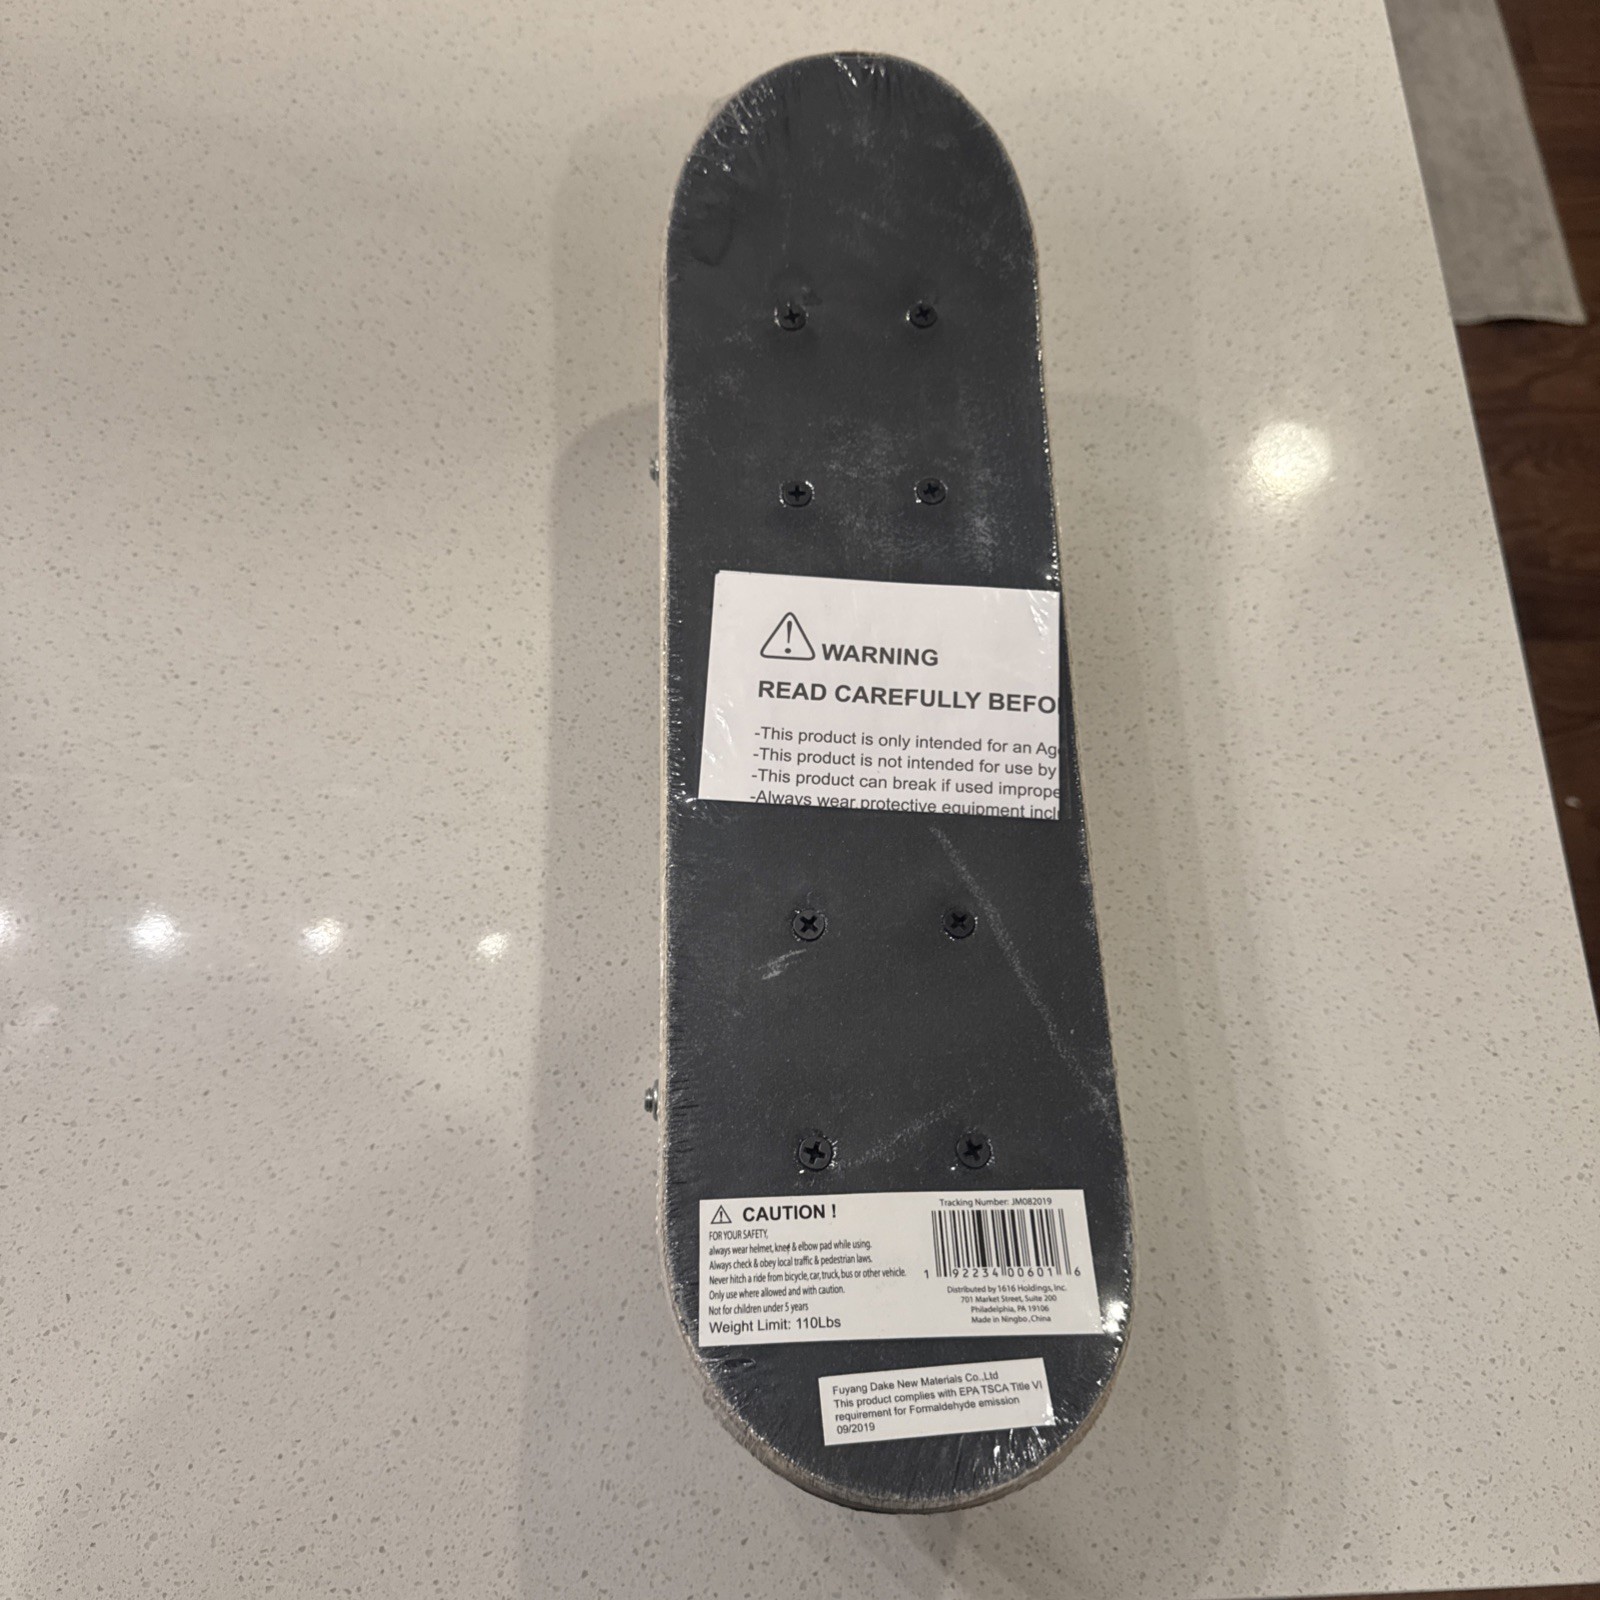 WARNING
READ CAREFULLY BEFO
-This product is only intended for an Ag
-This product is not intended for use by
-This product can break if used imprope
-Always wear protective equipment incl
CAUTION !
FOR YOUR SAFETY,
always wear helmet, knee & elbow pad while using.
Always check & obey local traffic & pedestrian laws.
Never hitch a ride from bicycle, car, truck, bus or other vehicle.
Only use where allowed and with caution.
Not for children under 5 years
Weight Limit: 110Lbs
Tracking Number: JM082019
1 92234 00601 6
Distributed by 1616 Holdings, Inc.
701 Market Street, Suite 200
Philadelphia, PA 19106
Made in Ningbo ,China
Fuyang Dake New Materials Co.,Ltd
This product complies with EPA TSCA Title VI
requirement for Formaldehyde emission
09/2019